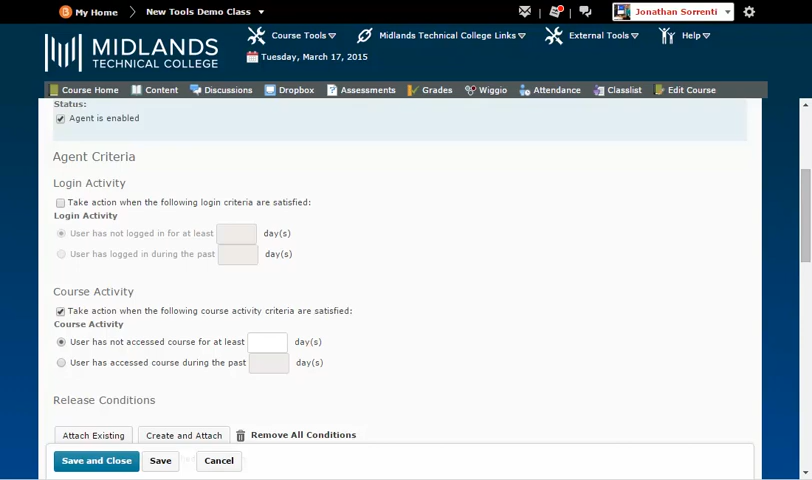 My Home
New Tools Demo Class
Jonathan Sorrenti
MIDLANDS
TECHNICAL COLLEGE
Course Tools
Midlands Technical College Links
External Tools
Help
Tuesday, March 17, 2015
Course Home
Content
Discussions
Dropbox
Assessments
Grades
Wiggio
Attendance
Classlist
Edit Course
Status:
Agent is enabled
Agent Criteria
Login Activity
Take action when the following login criteria are satisfied:
Login Activity
User has not logged in for at least day(s)
User has logged in during the past day(s)
Course Activity
Take action when the following course activity criteria are satisfied:
Course Activity
User has not accessed course for at least day(s)
User has accessed course during the past day(s)
Release Conditions
Attach Existing
Create and Attach
Remove All Conditions
Save and Close
Save
Cancel